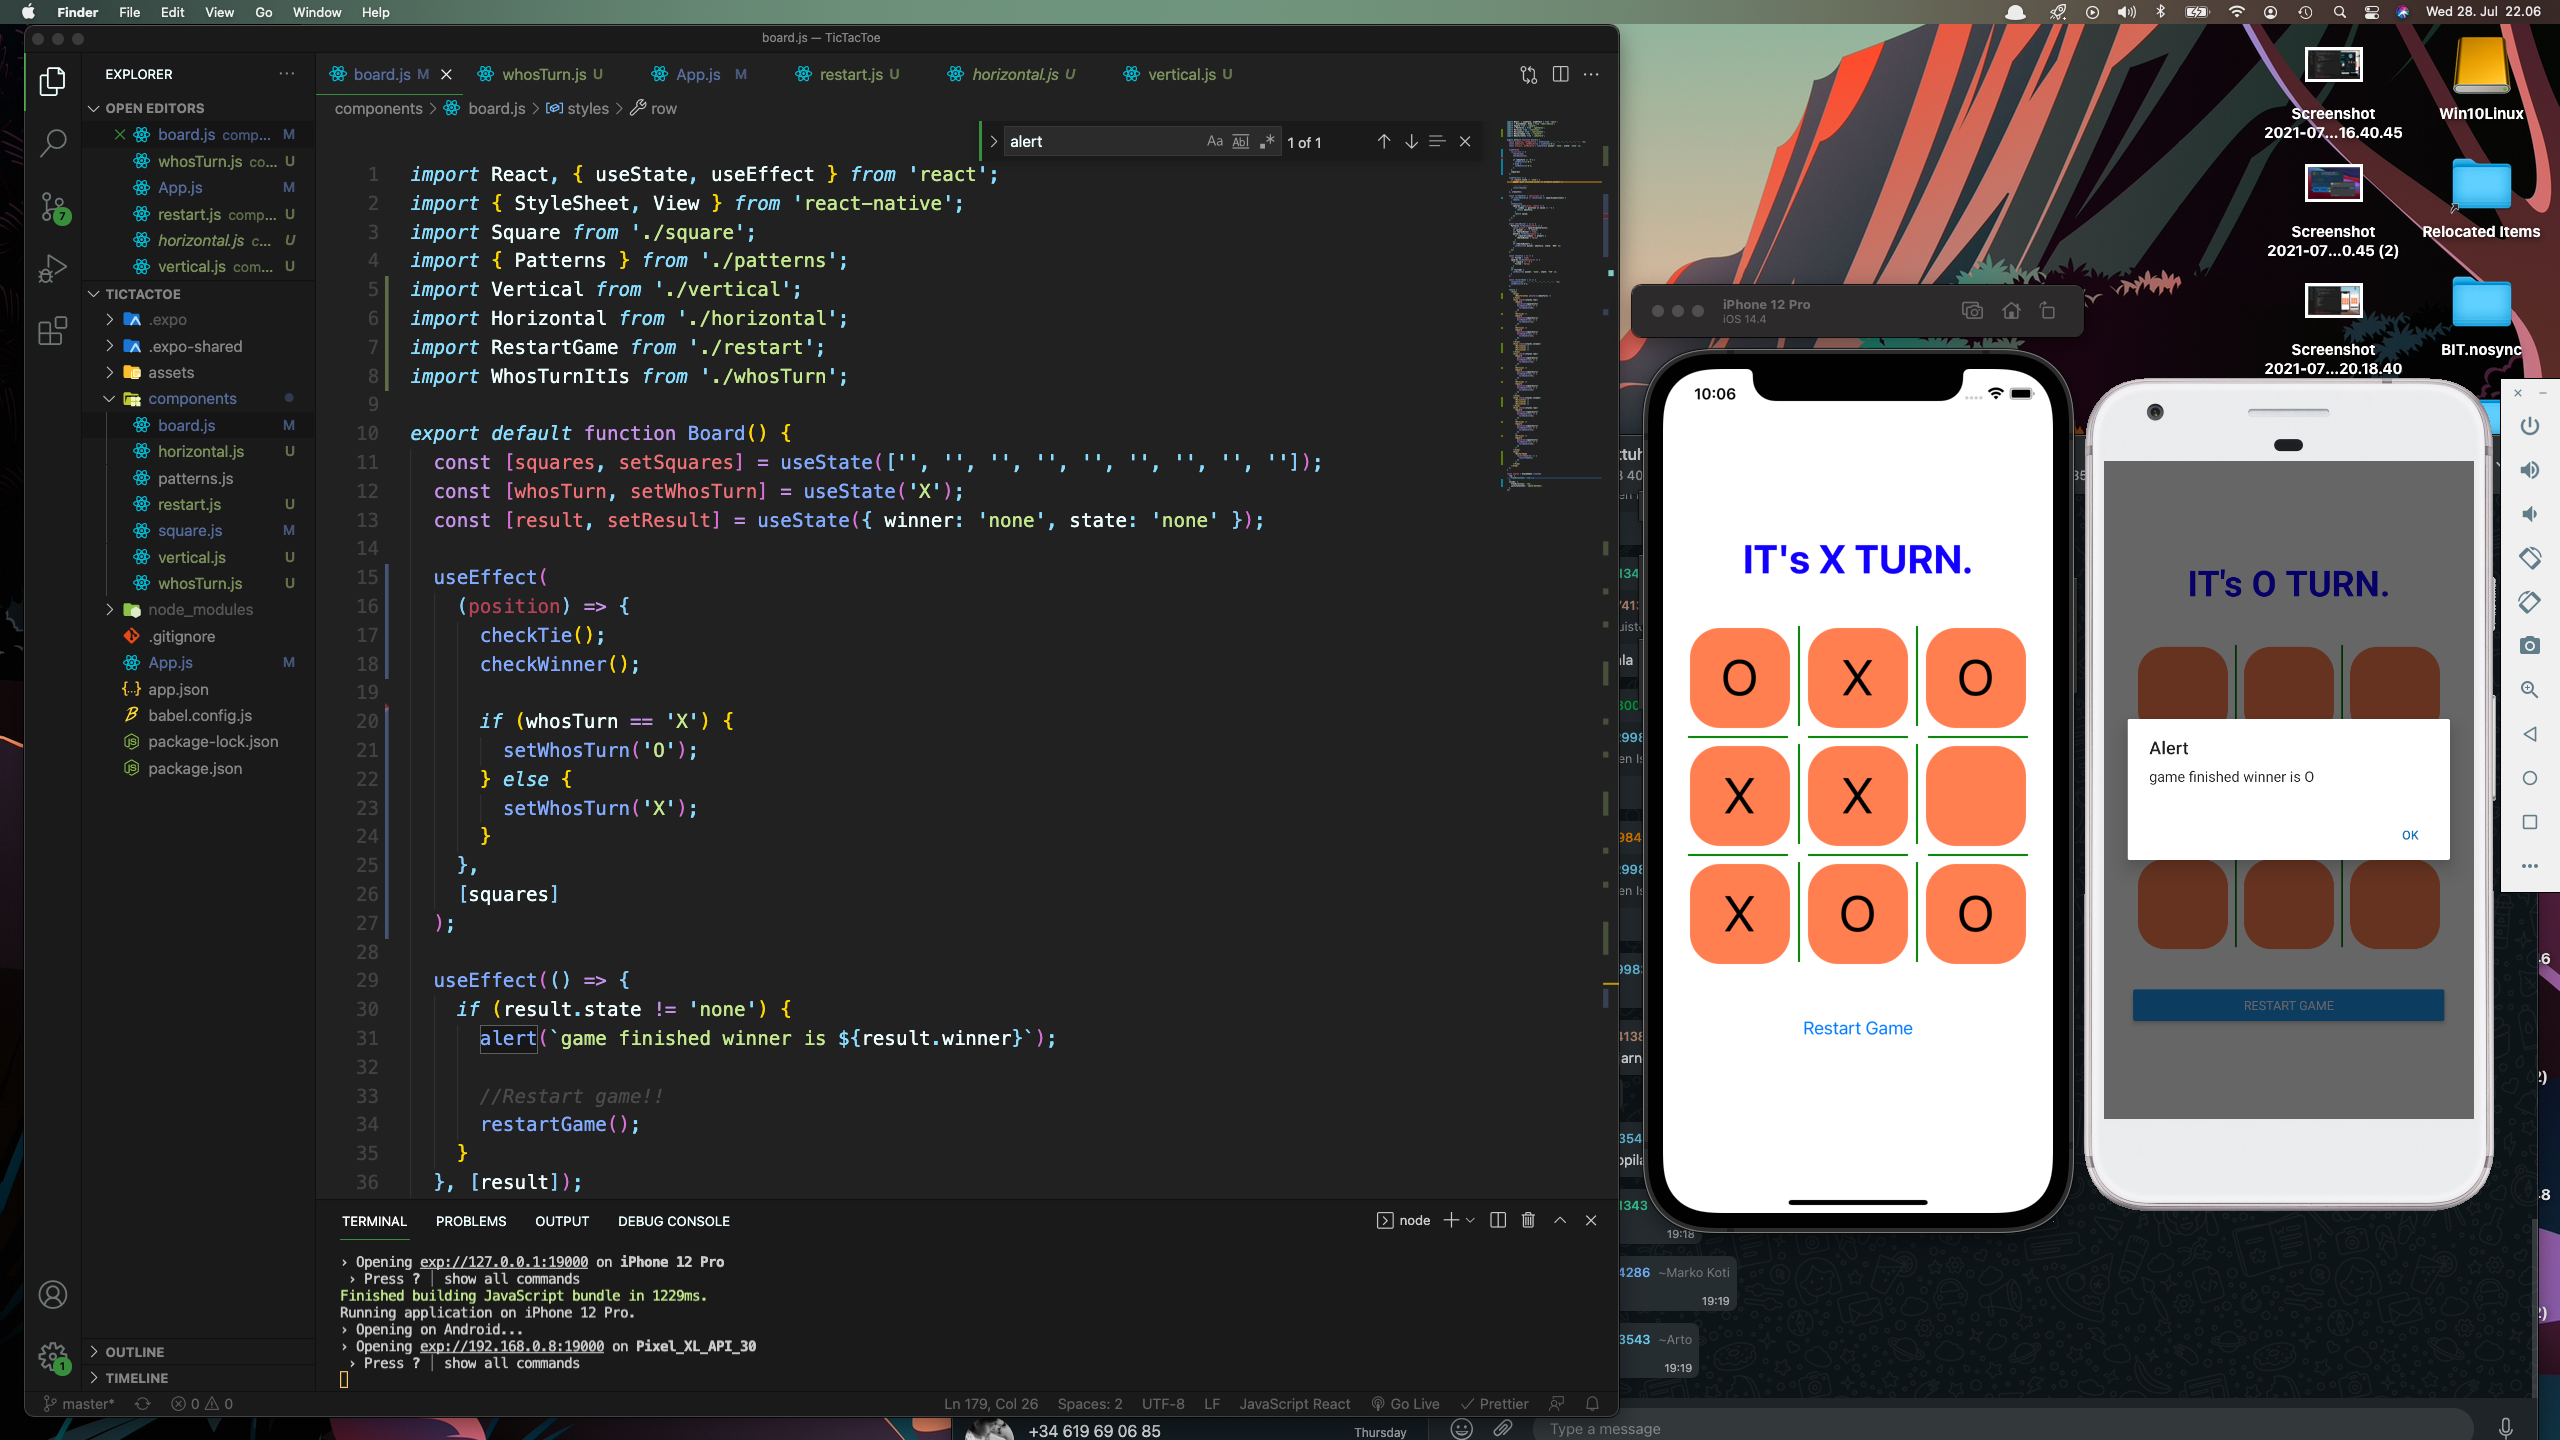 Finder File Edit View Go Window Help
Wed 28. Jul 22.06
board.js — TicTacToe
EXPLORER
OPEN EDITORS
board.js comp... M
whosTurn.js co... U
App.js M
restart.js comp... U
horizontal.js c... U
vertical.js com... U
TICTACTOE
.expo
.expo-shared
assets
components
board.js M
horizontal.js U
patterns.js
restart.js U
square.js M
vertical.js U
whosTurn.js U
node_modules
.gitignore
App.js M
app.json
babel.config.js
package-lock.json
package.json
OUTLINE
TIMELINE
7
1
board.js M
whosTurn.js U
App.js M
restart.js U
horizontal.js U
vertical.js U
components > board.js > styles > row
alert
Aa Abl .*
1 of 1
1 import React, { useState, useEffect } from 'react';
2 import { StyleSheet, View } from 'react-native';
3 import Square from './square';
4 import { Patterns } from './patterns';
5 import Vertical from './vertical';
6 import Horizontal from './horizontal';
7 import RestartGame from './restart';
8 import WhosTurnItIs from './whosTurn';
9
10 export default function Board() {
11 const [squares, setSquares] = useState(['', '', '', '', '', '', '', '', '']);
12 const [whosTurn, setWhosTurn] = useState('X');
13 const [result, setResult] = useState({ winner: 'none', state: 'none' });
14
15 useEffect(
16 (position) => {
17 checkTie();
18 checkWinner();
19
20 if (whosTurn == 'X') {
21 setWhosTurn('O');
22 } else {
23 setWhosTurn('X');
24 }
25 },
26 [squares]
27 );
28
29 useEffect(() => {
30 if (result.state != 'none') {
31 alert(`game finished winner is ${result.winner}`);
32
33 //Restart game!!
34 restartGame();
35 }
36 }, [result]);
TERMINAL PROBLEMS OUTPUT DEBUG CONSOLE
node
› Opening exp://127.0.0.1:19000 on iPhone 12 Pro
› Press ? │ show all commands
Finished building JavaScript bundle in 1229ms.
Running application on iPhone 12 Pro.
› Opening on Android...
› Opening exp://192.168.0.8:19000 on Pixel_XL_API_30
› Press ? │ show all commands
master* 0 0
Ln 179, Col 26 Spaces: 2 UTF-8 LF JavaScript React Go Live Prettier
Screenshot
2021-07...16.40.45
Win10Linux
Screenshot
2021-07...0.45 (2)
Relocated Items
Screenshot
2021-07...20.18.40
BIT.nosync
iPhone 12 Pro
iOS 14.4
10:06
IT's X TURN.
O X O
X X
X O O
Restart Game
IT's O TURN.
Alert
game finished winner is O
OK
RESTART GAME
19:18
4286 ~Marko Koti
19:19
3543 ~Arto
19:19
+34 619 69 06 85
Thursday
Type a message